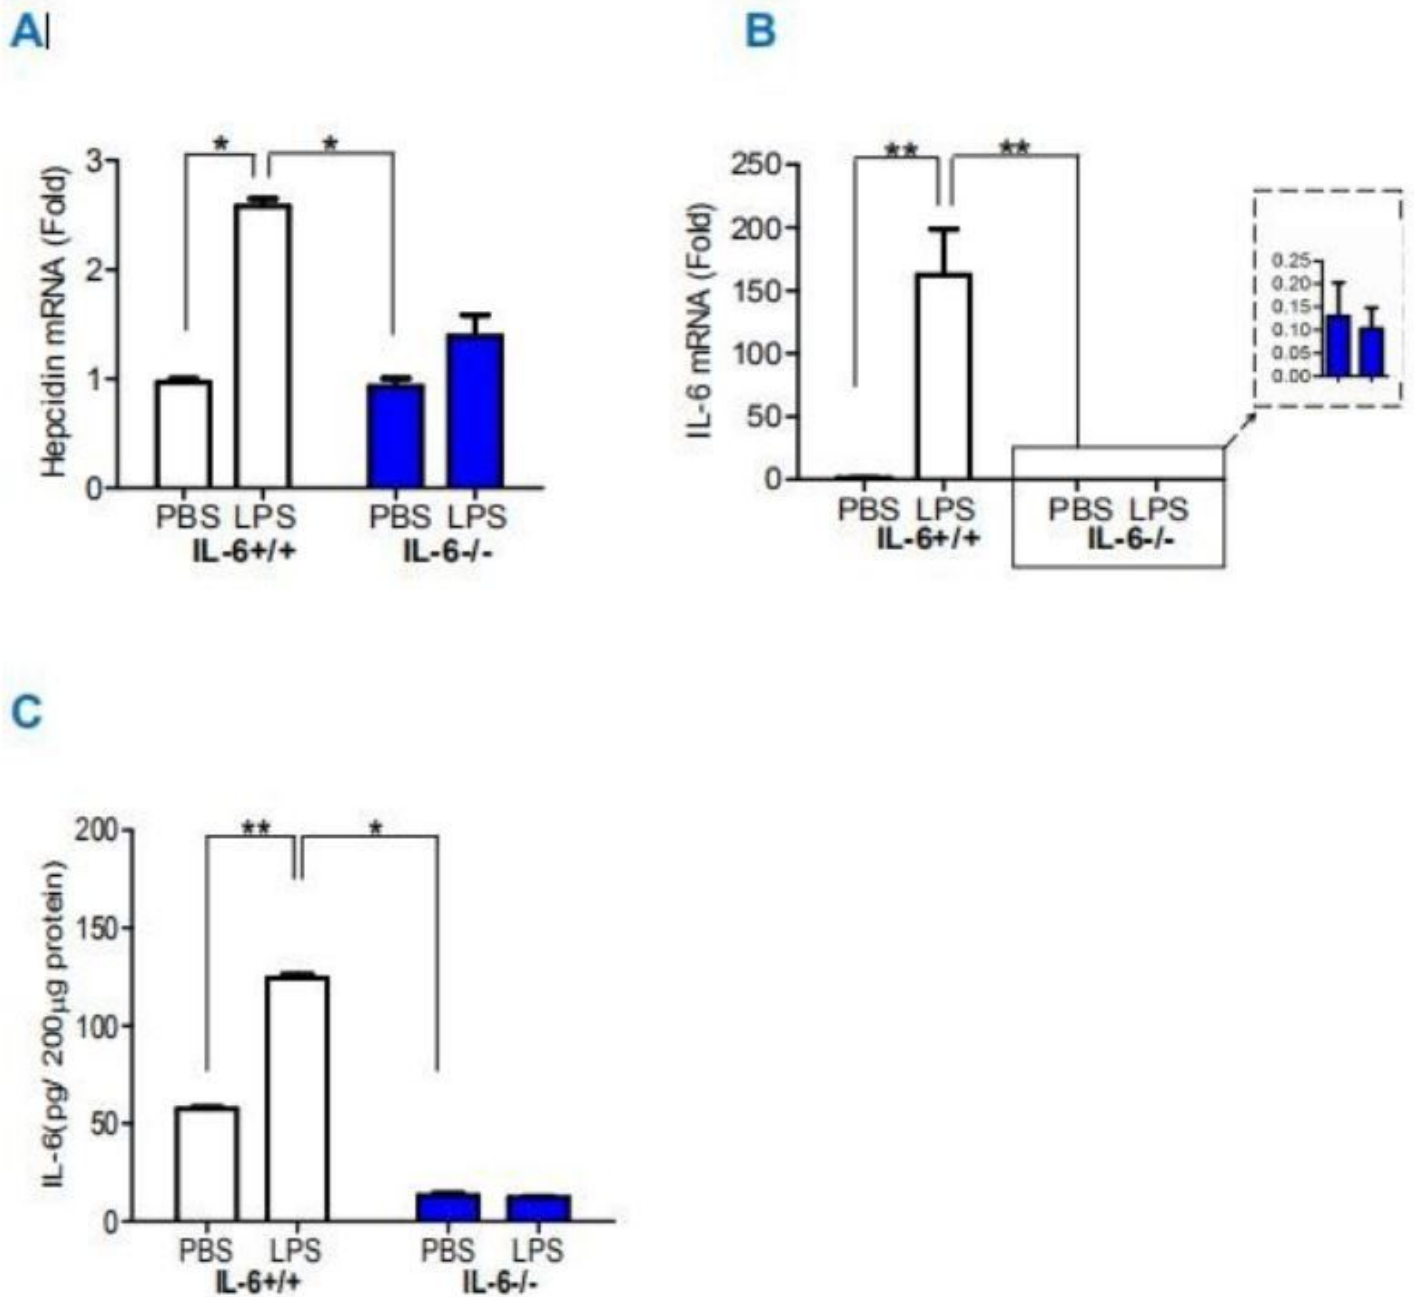 A
B
Hepcidin mRNA (Fold)
3
2
1
0
*
*
PBS LPS
PBS LPS
IL-6+/+
IL-6-/-
IL-6 mRNA (Fold)
250
200
150
100
50
0
**
**
PBS LPS
PBS LPS
IL-6+/+
IL-6-/-
0.25
0.20
0.15
0.10
0.05
0.00
C
IL-6(pg/ 200µg protein)
200
150
100
50
0
**
*
PBS LPS
PBS LPS
IL-6+/+
IL-6-/-